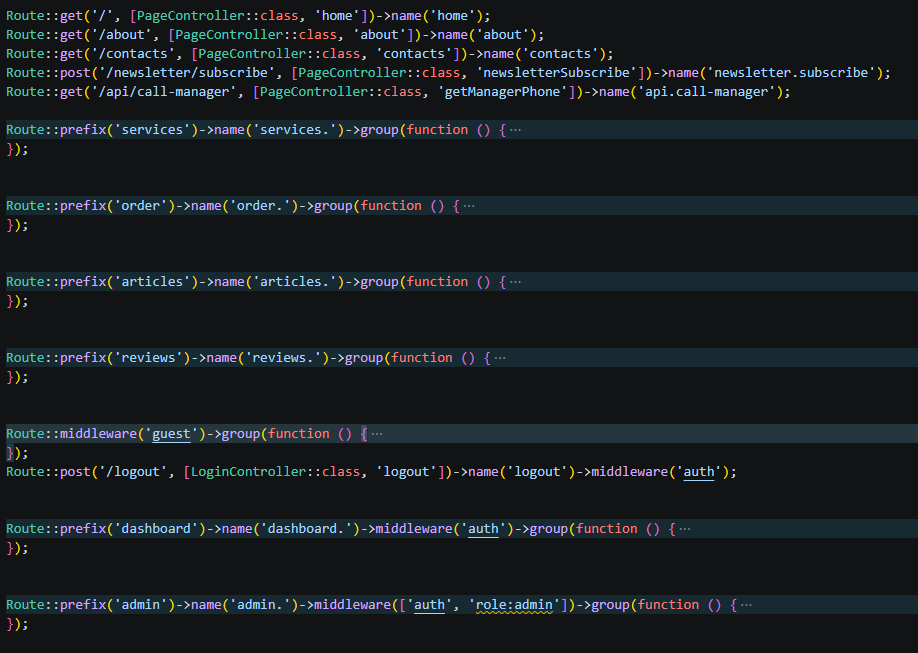 Route::get('/', [PageController::class, 'home'])->name('home');
Route::get('/about', [PageController::class, 'about'])->name('about');
Route::get('/contacts', [PageController::class, 'contacts'])->name('contacts');
Route::post('/newsletter/subscribe', [PageController::class, 'newsletterSubscribe'])->name('newsletter.subscribe');
Route::get('/api/call-manager', [PageController::class, 'getManagerPhone'])->name('api.call-manager');
Route::prefix('services')->name('services.')->group(function () { ···
});
Route::prefix('order')->name('order.')->group(function () { ···
});
Route::prefix('articles')->name('articles.')->group(function () { ···
});
Route::prefix('reviews')->name('reviews.')->group(function () { ···
});
Route::middleware('guest')->group(function () { ···
});
Route::post('/logout', [LoginController::class, 'logout'])->name('logout')->middleware('auth');
Route::prefix('dashboard')->name('dashboard.')->middleware('auth')->group(function () { ···
});
Route::prefix('admin')->name('admin.')->middleware(['auth', 'role:admin'])->group(function () { ···
});